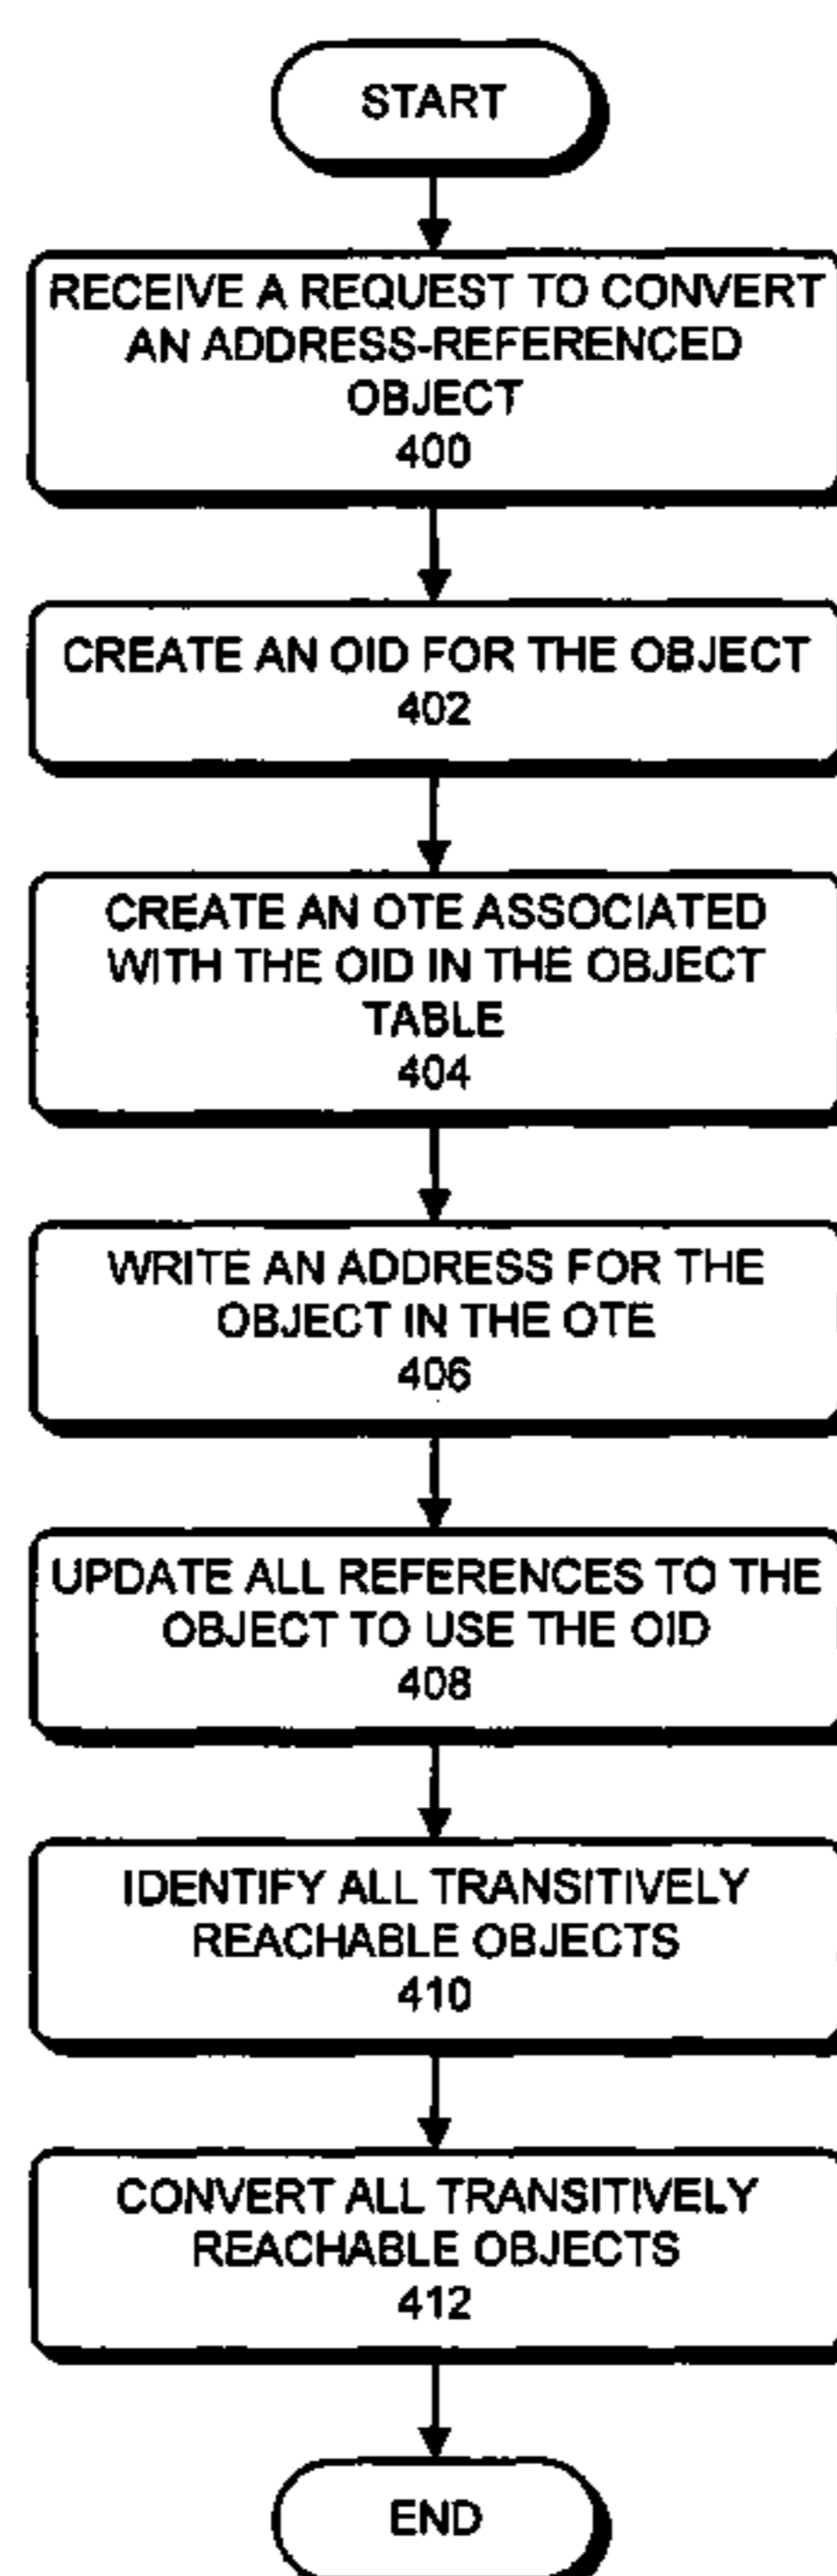 START
RECEIVE A REQUEST TO CONVERT
AN ADDRESS-REFERENCED
OBJECT
400
CREATE AN OID FOR THE OBJECT
402
CREATE AN OTE ASSOCIATED
WITH THE OID IN THE OBJECT
TABLE
404
WRITE AN ADDRESS FOR THE
OBJECT IN THE OTE
406
UPDATE ALL REFERENCES TO THE
OBJECT TO USE THE OID
408
IDENTIFY ALL TRANSITIVELY
REACHABLE OBJECTS
410
CONVERT ALL TRANSITIVELY
REACHABLE OBJECTS
412
END